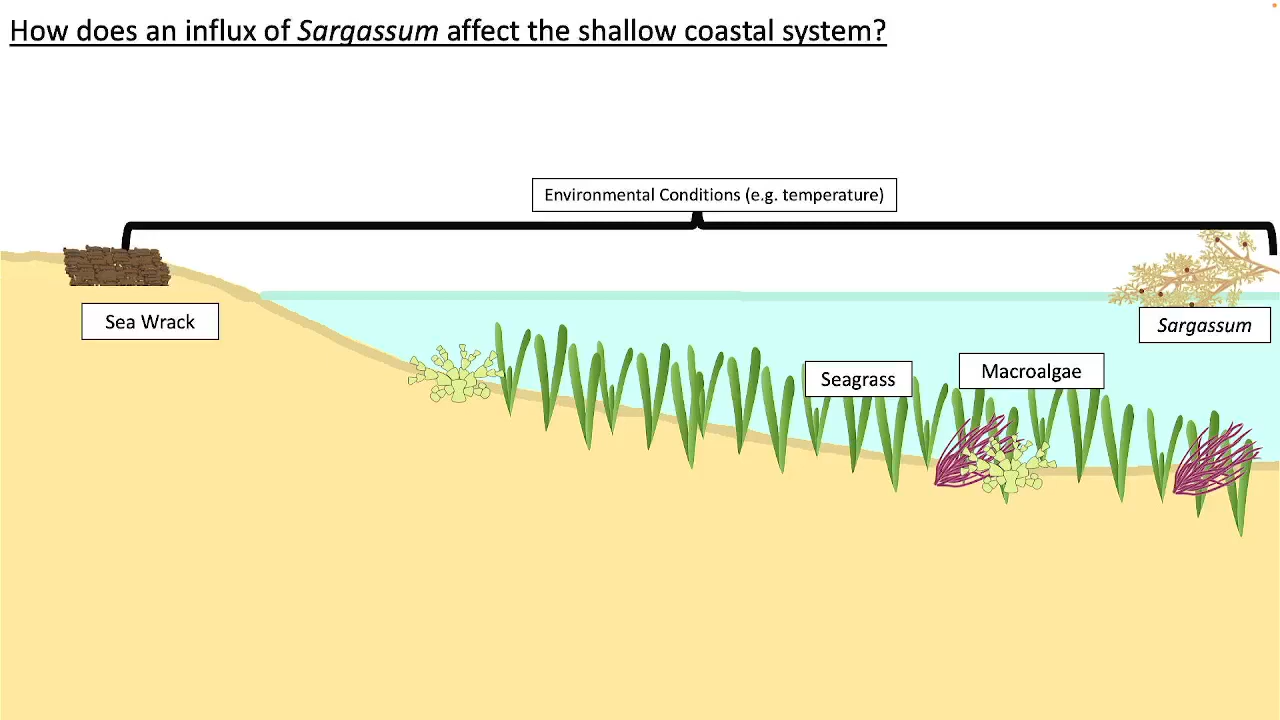 How does an influx of Sargassum affect the shallow coastal system?
Environmental Conditions (e.g. temperature)
Sea Wrack
Sargassum
Seagrass
Macroalgae